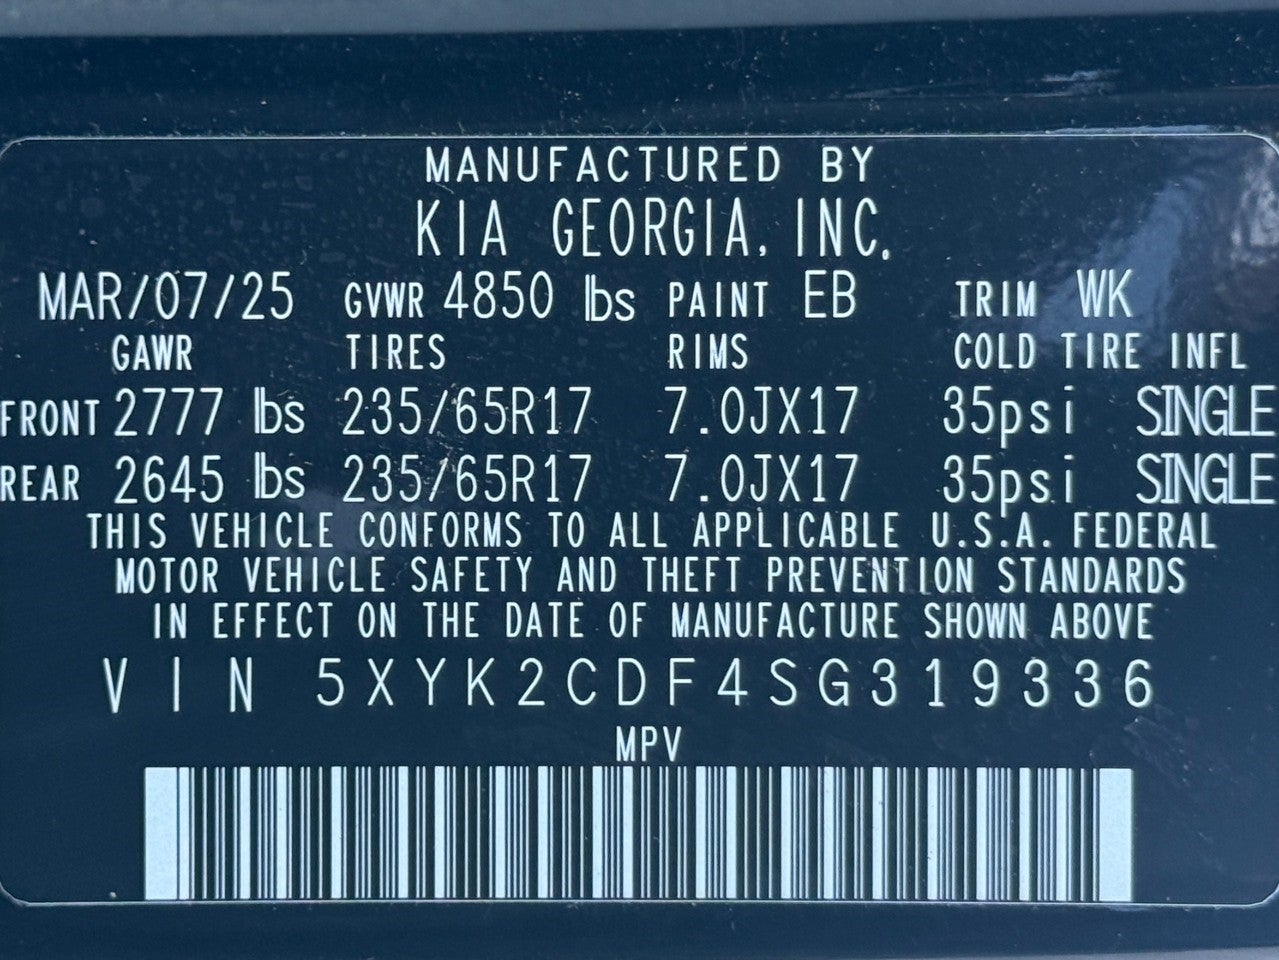 MANUFACTURED BY
KIA GEORGIA, INC.
MAR/07/25 GVWR 4850 lbs PAINT EB TRIM WK
GAWR TIRES RIMS COLD TIRE INFL
FRONT 2777 lbs 235/65R17 7.0JX17 35psi SINGLE
REAR 2645 lbs 235/65R17 7.0JX17 35psi SINGLE
THIS VEHICLE CONFORMS TO ALL APPLICABLE U.S.A. FEDERAL
MOTOR VEHICLE SAFETY AND THEFT PREVENTION STANDARDS
IN EFFECT ON THE DATE OF MANUFACTURE SHOWN ABOVE
VIN 5XYK2CDF4SG319336
MPV